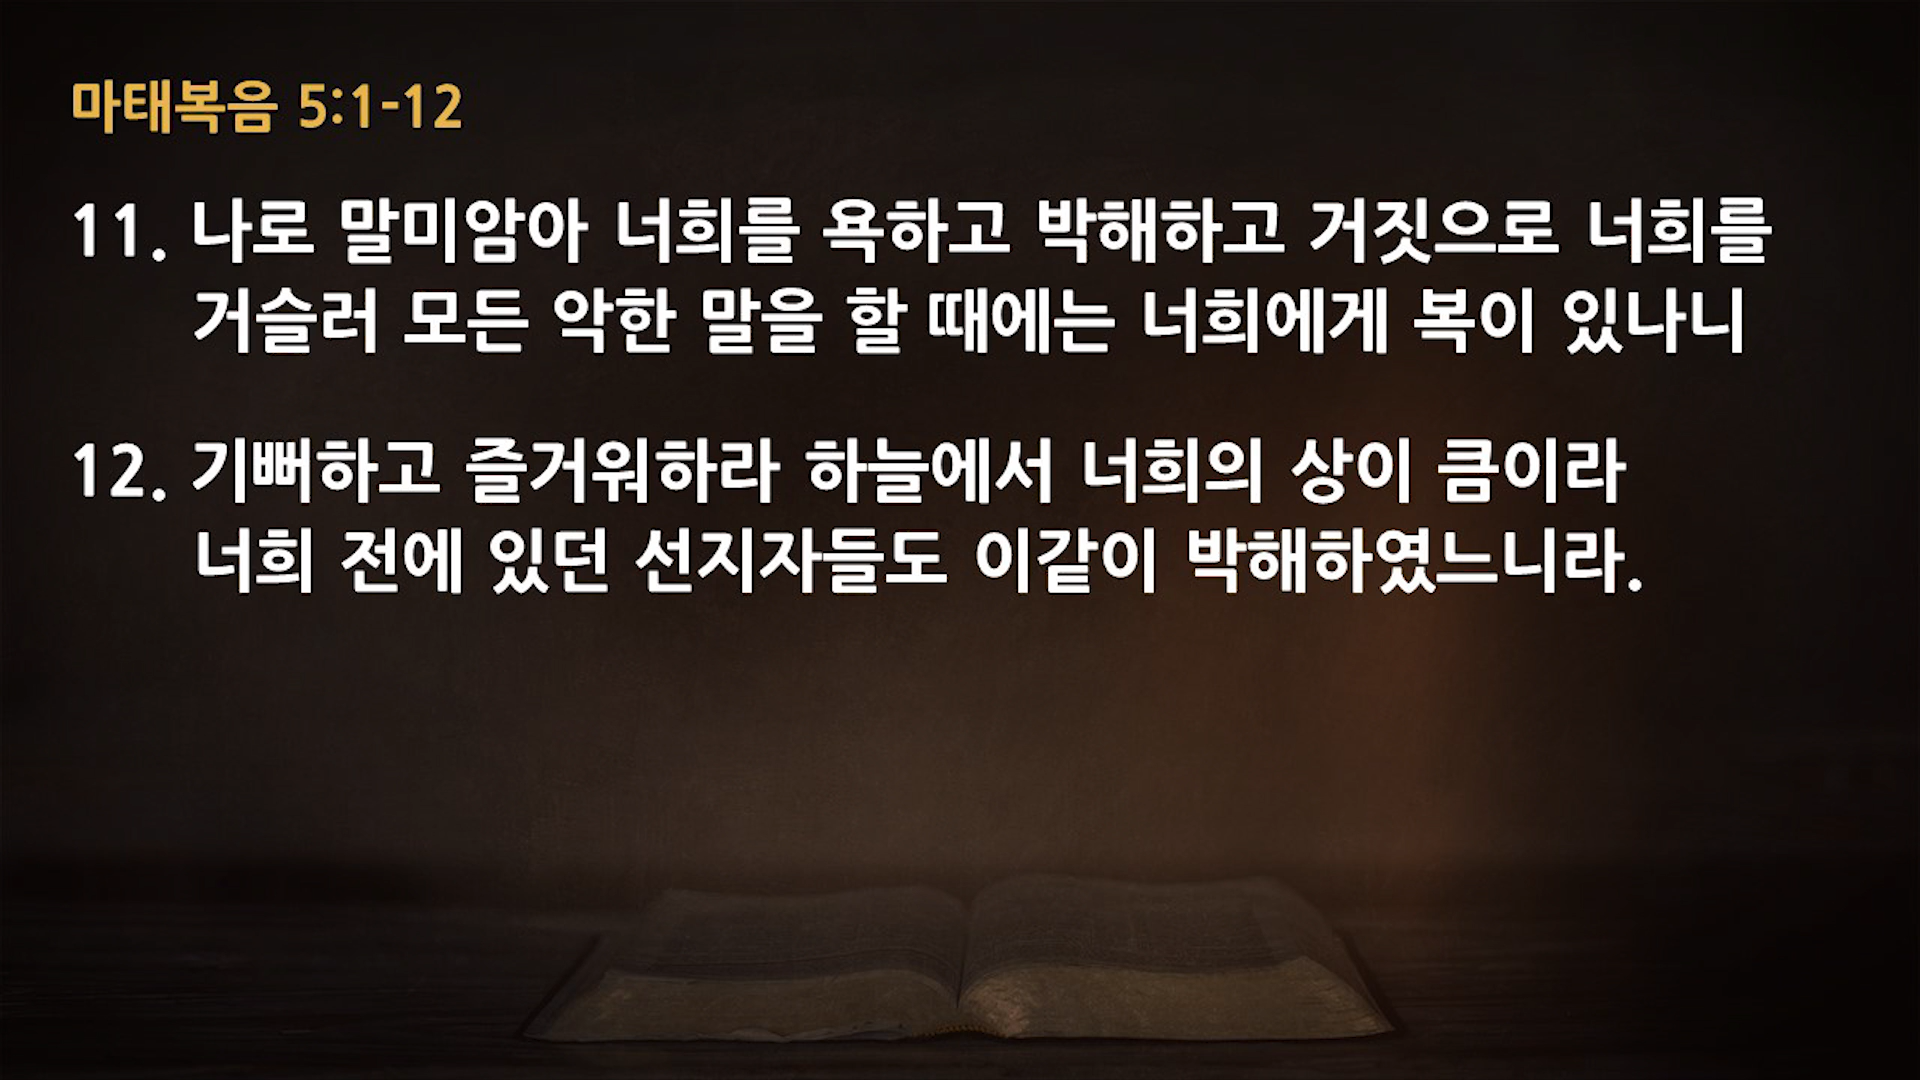 마태복음 5:1-12
11. 나로 말미암아 너희를 욕하고 박해하고 거짓으로 너희를
거슬러 모든 악한 말을 할 때에는 너희에게 복이 있나니
12. 기뻐하고 즐거워하라 하늘에서 너희의 상이 큼이라
너희 전에 있던 선지자들도 이같이 박해하였느니라.